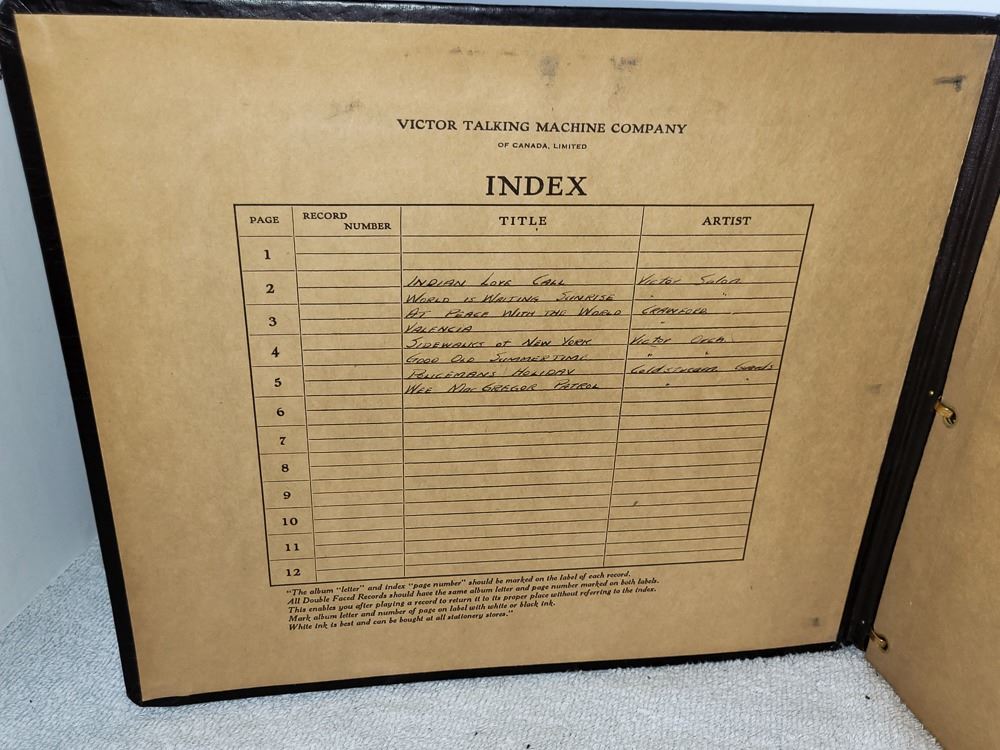 VICTOR TALKING MACHINE COMPANY
OF CANADA, LIMITED
INDEX
PAGE RECORD NUMBER TITLE ARTIST
1
2 INDIAN LOVE CALL Victor Salon
WORLD IS WAITING SUNRISE " "
3 AT PEACE WITH THE WORLD CRAWFORD
VALENCIA "
4 SIDEWALKS of NEW YORK Victor
GOOD OLD SUMMERTIME " "
5 POLICEMANS HOLIDAY Guards
WEE MACGREGOR PATROL " "
6
7
8
9
10
11
12
"The album "letter" and index "page number" should be marked on the label of each record.
All Double Faced Records should have the same album letter and page number marked on both labels.
This enables you after playing a record to return it to its proper place without referring to the index.
Mark album letter and number of page on label with white or black ink.
White ink is best and can be bought at all stationery stores."